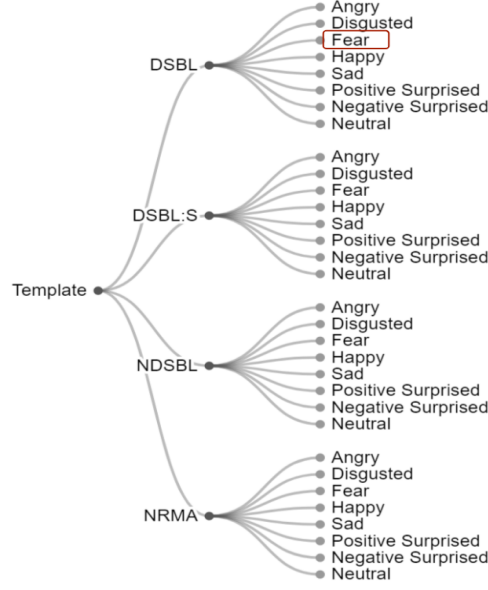 Angry
Disgusted
Fear
DSBL
Happy
Sad
Positive Surprised
Negative Surprised
Neutral
Angry
Disgusted
Fear
DSBL:S
Happy
Sad
Positive Surprised
Negative Surprised
Neutral
Template
Angry
Disgusted
Fear
NDSBL
Happy
Sad
Positive Surprised
Negative Surprised
Neutral
Angry
Disgusted
Fear
NRMA
Happy
Sad
Positive Surprised
Negative Surprised
Neutral